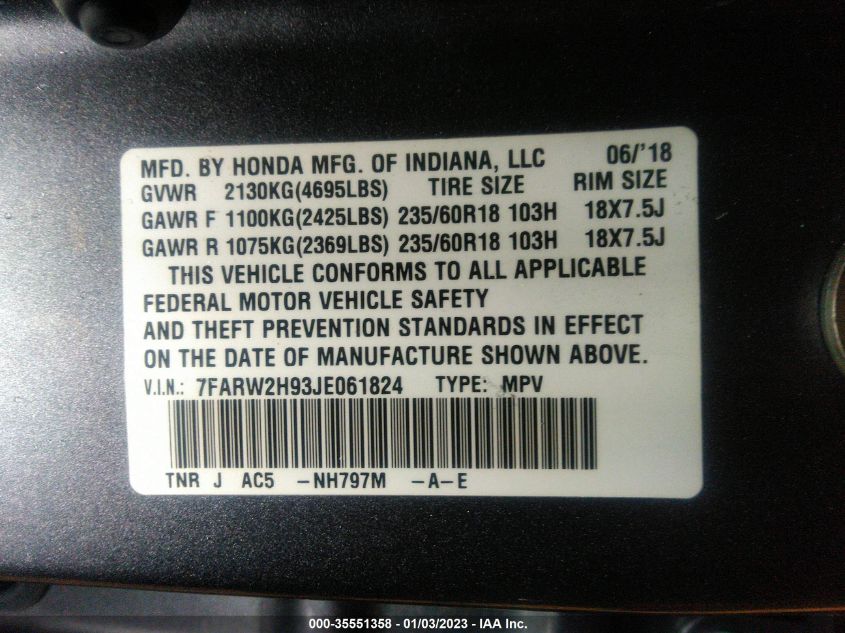 MFD. BY HONDA MFG. OF INDIANA, LLC 06/'18
GVWR 2130KG(4695LBS) TIRE SIZE RIM SIZE
GAWR F 1100KG(2425LBS) 235/60R18 103H 18X7.5J
GAWR R 1075KG(2369LBS) 235/60R18 103H 18X7.5J
THIS VEHICLE CONFORMS TO ALL APPLICABLE
FEDERAL MOTOR VEHICLE SAFETY
AND THEFT PREVENTION STANDARDS IN EFFECT
ON THE DATE OF MANUFACTURE SHOWN ABOVE.
V.I.N.: 7FARW2H93JE061824 TYPE: MPV
TNR J AC5 -NH797M -A-E
000-35551358 - 01/03/2023 - IAA Inc.